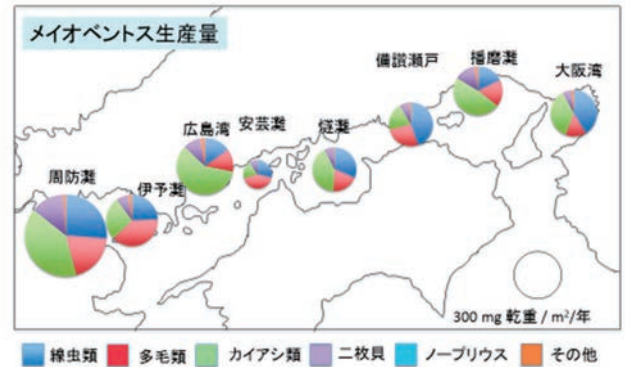 メイオベントス生産量
備讃瀬戸
播磨灘
大阪湾
広島湾
安芸灘
燧灘
周防灘
伊予灘
300 mg 乾重 / m²/年
線虫類
多毛類
カイアシ類
二枚貝
ノープリウス
その他